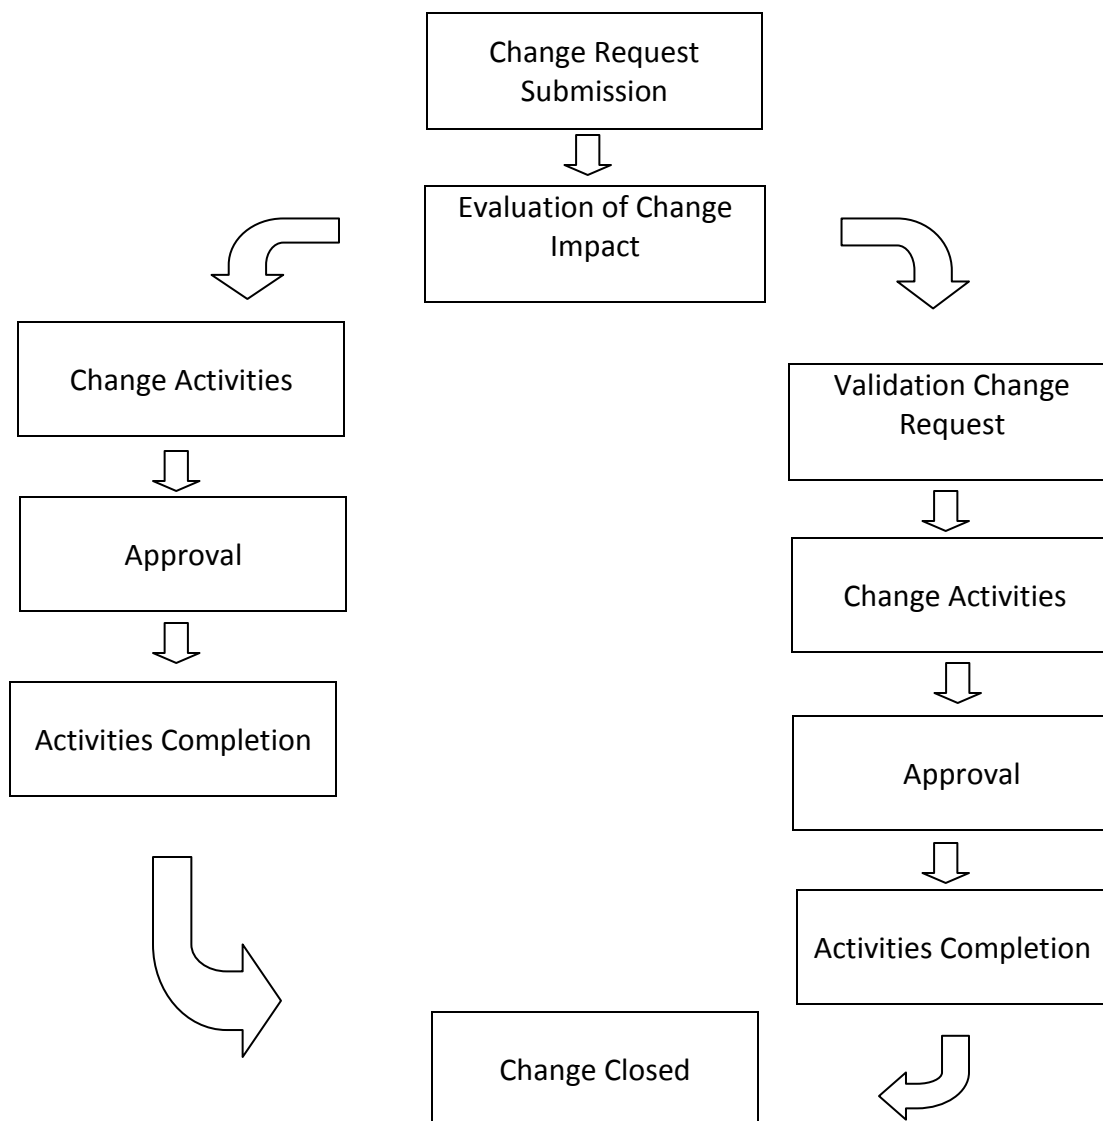 Change Request
Submission
Evaluation of Change
Impact
Change Activities
Approval
Activities Completion
Validation Change
Request
Change Activities
Approval
Activities Completion
Change Closed